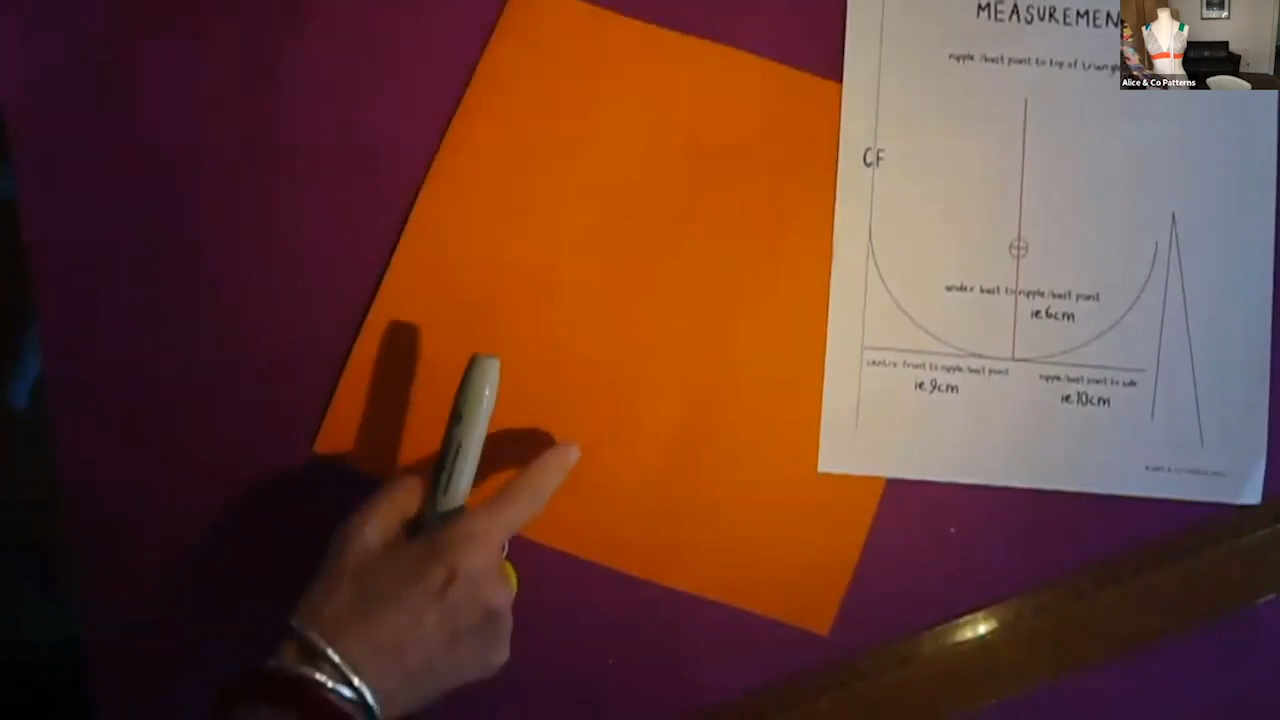 MEASUREMEN
nipple/bust point to top of triang
Alice & Co Patterns
CF
under bust to nipple/bust point
ie 6cm
centre front to nipple/bust point
ie 9cm
nipple/bust point to side
ie 10cm